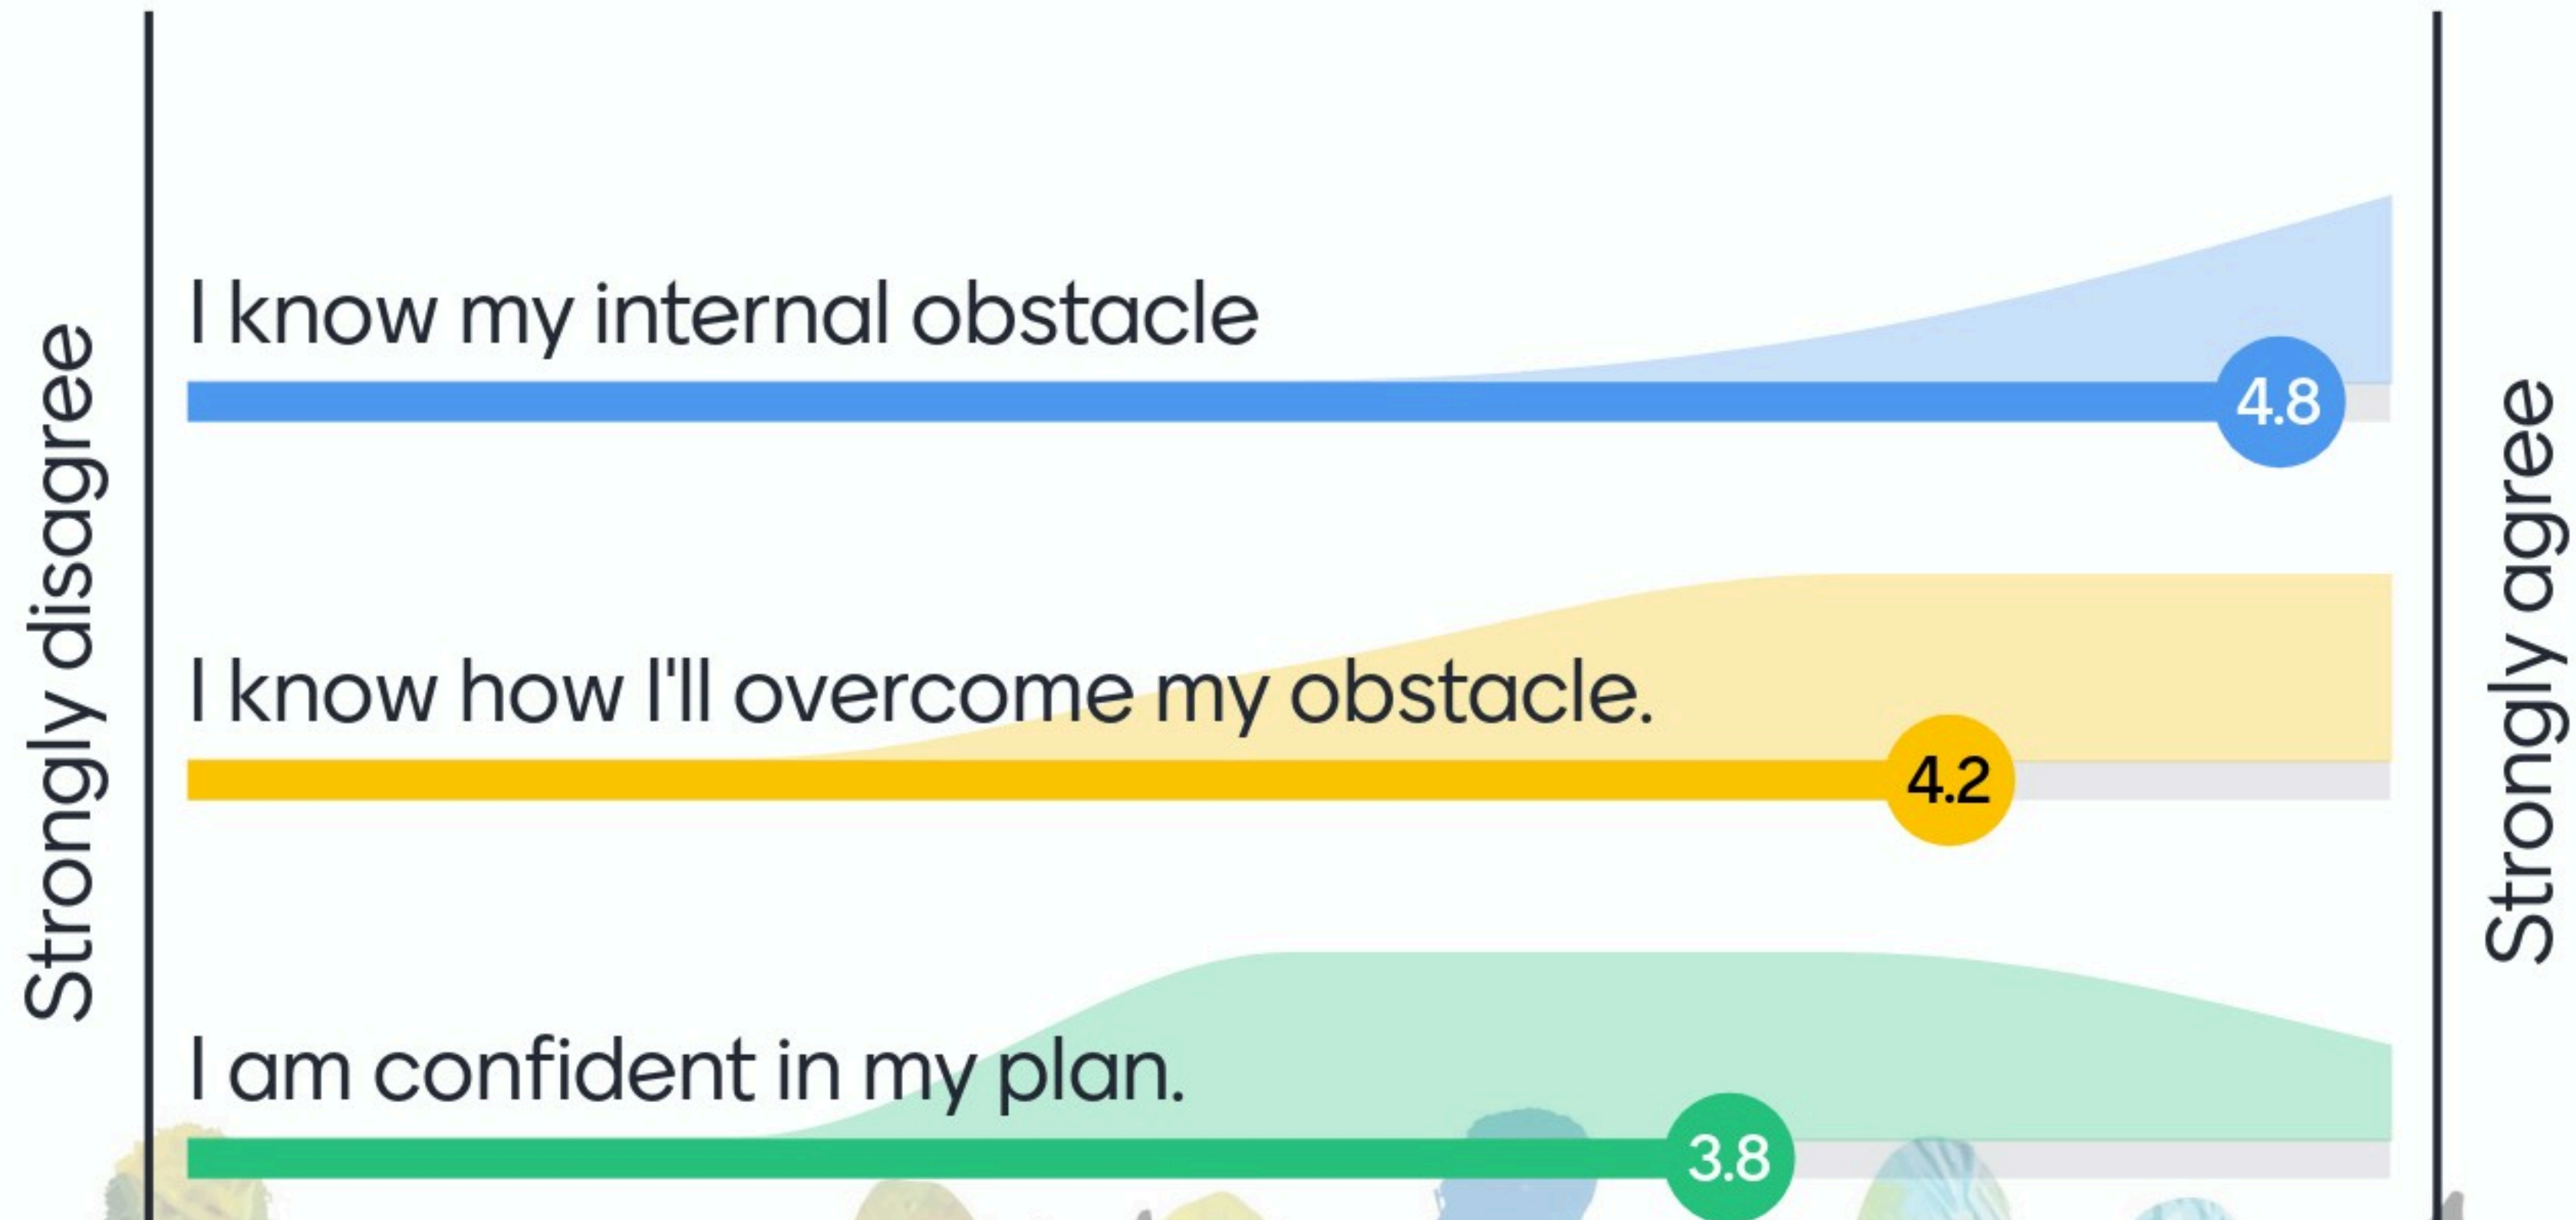 Strongly disagree
I know my internal obstacle
4.8
I know how I'll overcome my obstacle.
4.2
I am confident in my plan.
3.8
Strongly agree